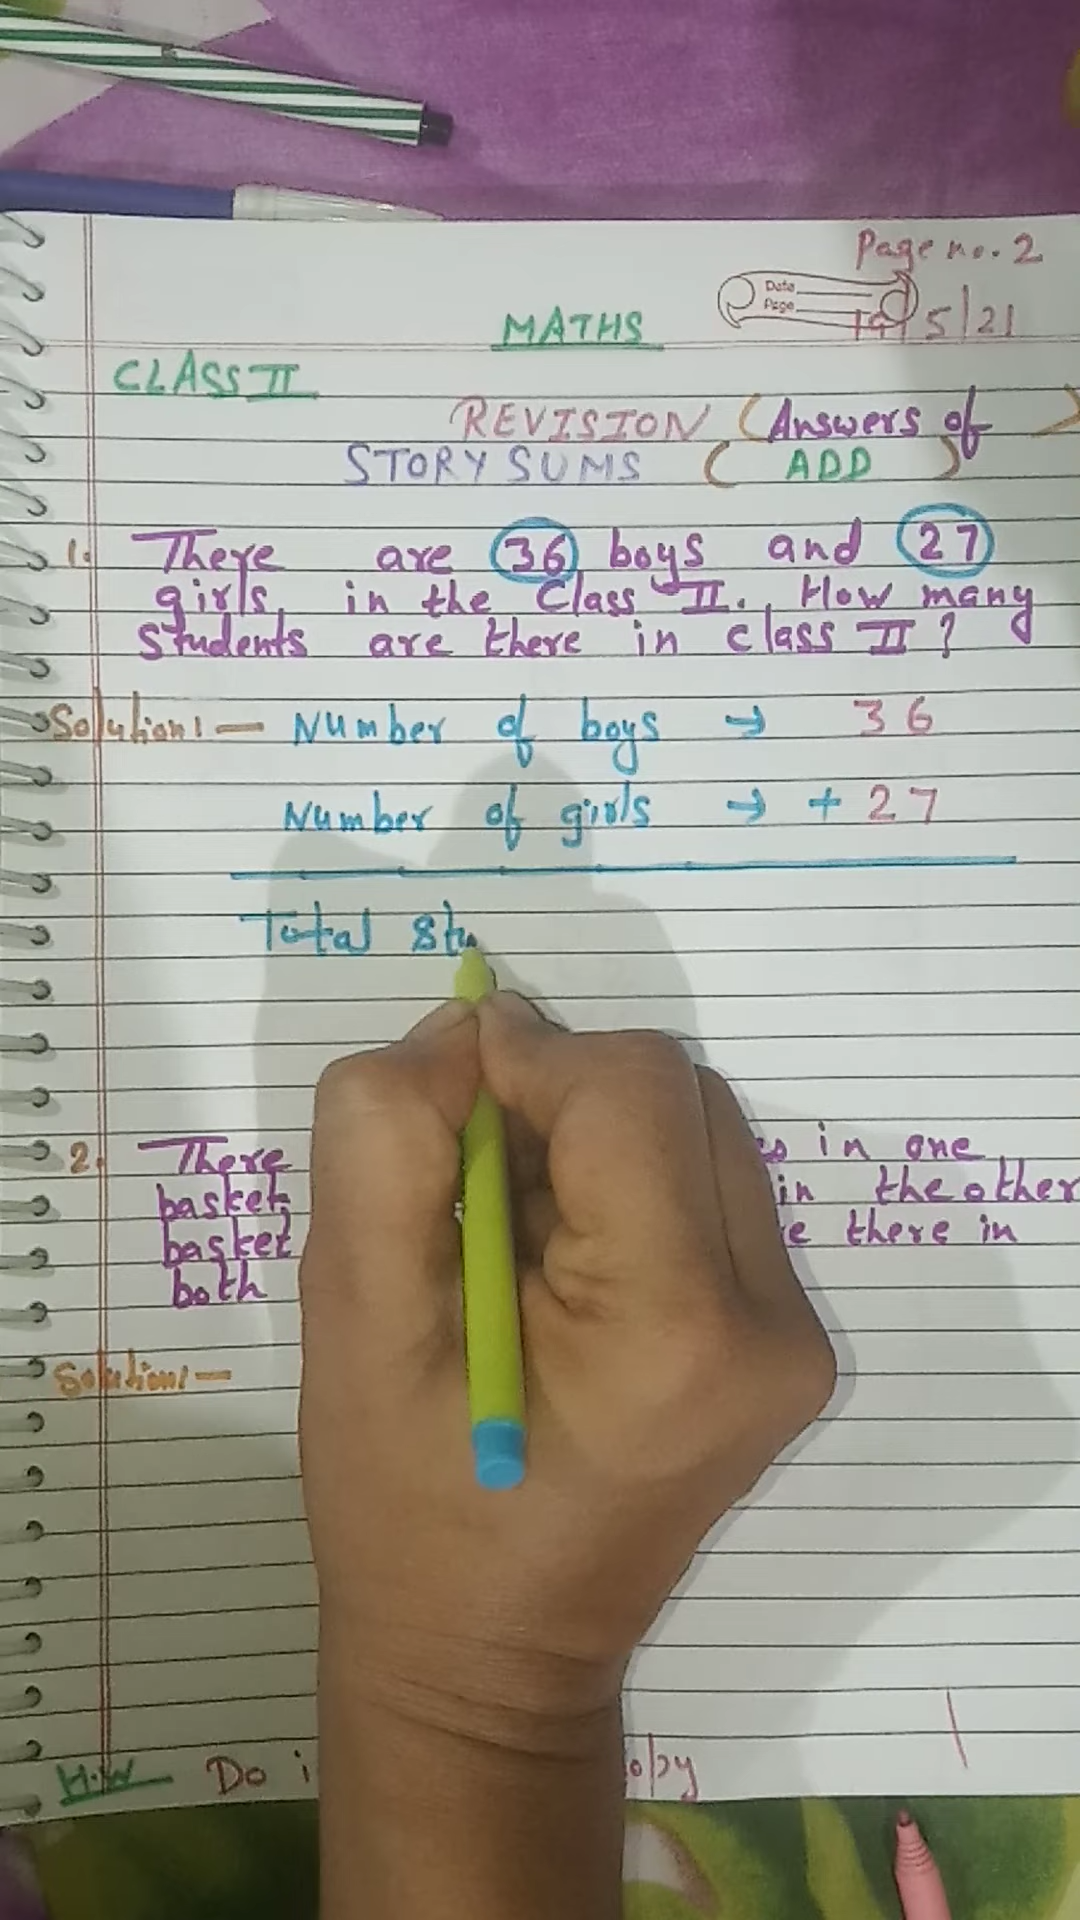 Page no. 2
Date
Page
19/5/21
MATHS
CLASS II
REVISION (Answers of)
STORY SUMS (ADD)
1. There are 36 boys and 27
girls, in the Class II. How many
students are there in class II?
Solution:- Number of boys → 36
Number of girls → + 27
Total stu
2. There in one
basket, in the other
basket there in
both
Solution:-
H.W Do